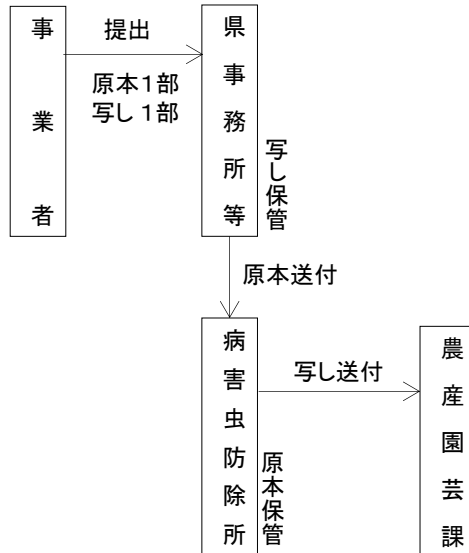 事業者
提出
原本１部
写し１部
県事務所等
写し保管
原本送付
病害虫防除所
原本保管
写し送付
農産園芸課